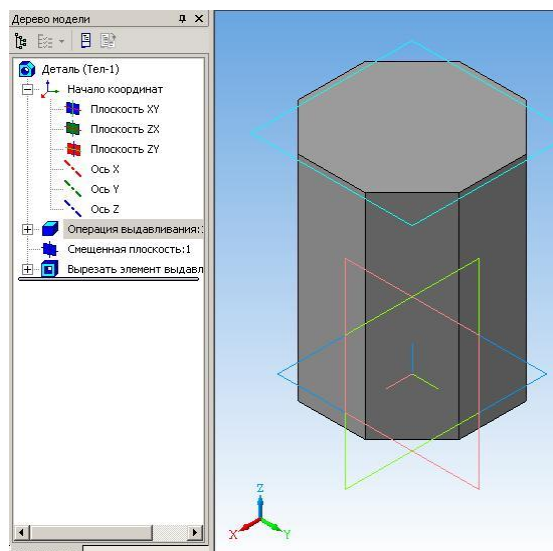 Дерево модели
Деталь (Тел-1)
Начало координат
Плоскость XY
Плоскость ZX
Плоскость ZY
Ось X
Ось Y
Ось Z
Операция выдавливания:1
Смещенная плоскость:1
Вырезать элемент выдавл
Z
X
Y